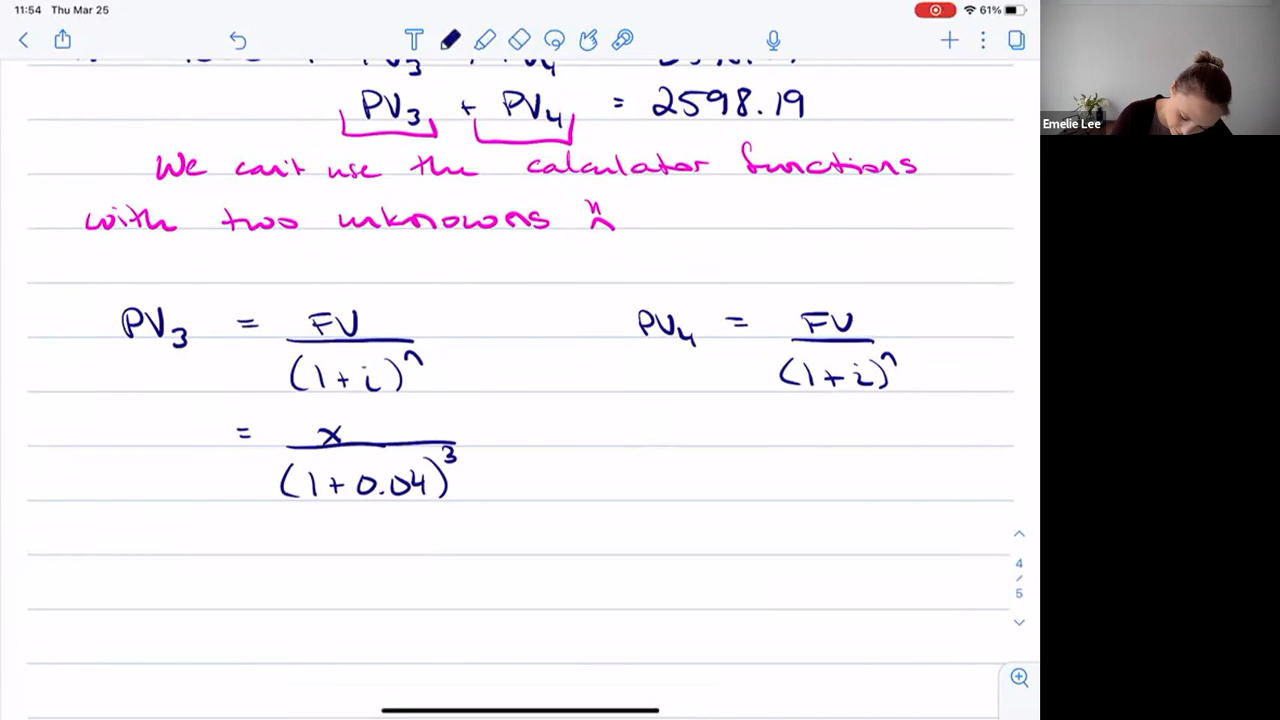 11:54 Thu Mar 25
61%
PV3 + PV4 = 2598.19
We can't use the calculator functions
with two unknowns
PV3 = FV / (1+i)^n
PV4 = FV / (1+i)^n
= x / (1+0.04)^3
Emelie Lee
4
/
5